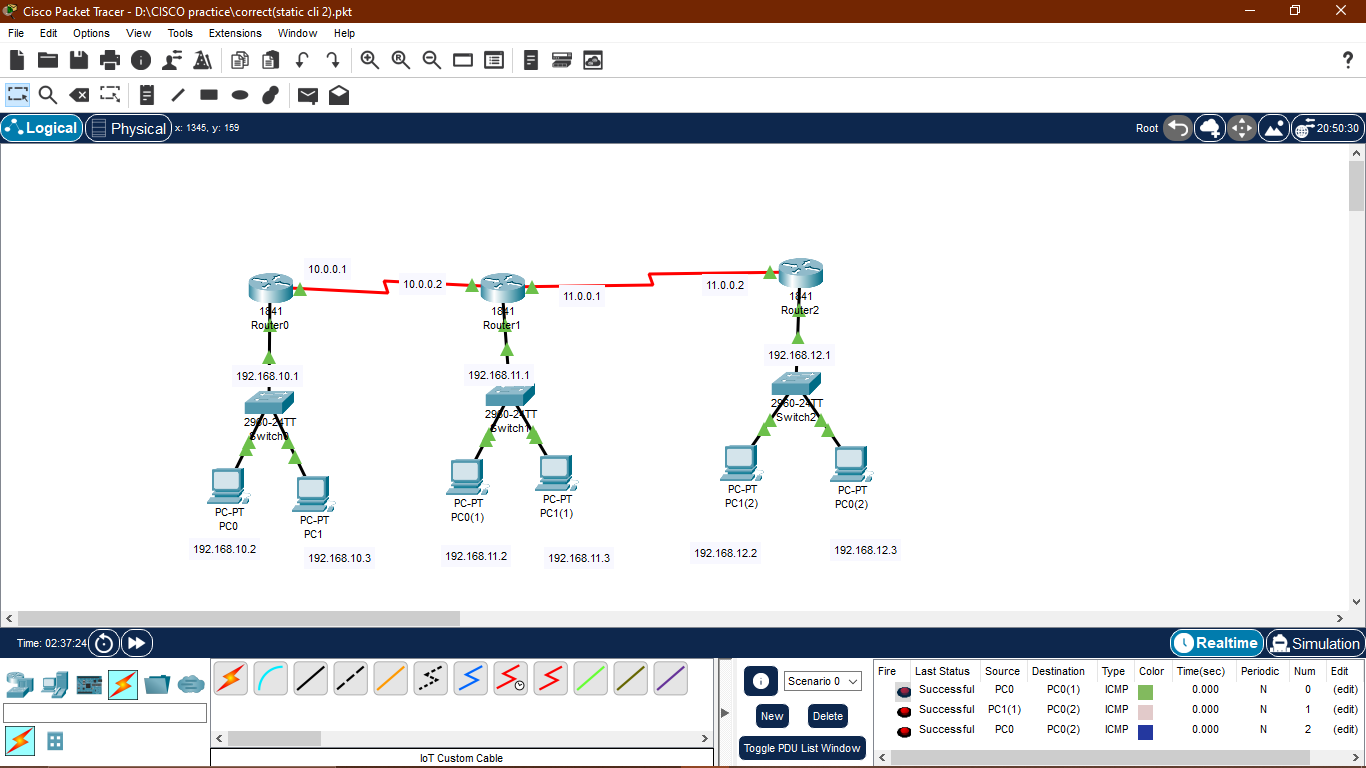 Cisco Packet Tracer - D:\CISCO practice\correct(static cli 2).pkt
File Edit Options View Tools Extensions Window Help
Logical Physical x: 1345, y: 159 Root 20:50:30
10.0.0.1 10.0.0.2 11.0.0.1 11.0.0.2
1841
Router0
1841
Router1
1841
Router2
192.168.10.1 192.168.11.1 192.168.12.1
2960-24TT
Switch0
2960-24TT
Switch1
2960-24TT
Switch2
PC-PT
PC0
PC-PT
PC1
PC-PT
PC0(1)
PC-PT
PC1(1)
PC-PT
PC1(2)
PC-PT
PC0(2)
192.168.10.2 192.168.10.3 192.168.11.2 192.168.11.3 192.168.12.2 192.168.12.3
Time: 02:37:24 Realtime Simulation
Scenario 0
New Delete
Toggle PDU List Window
Fire Last Status Source Destination Type Color Time(sec) Periodic Num Edit
Successful PC0 PC0(1) ICMP 0.000 N 0 (edit)
Successful PC1(1) PC0(2) ICMP 0.000 N 1 (edit)
Successful PC0 PC0(2) ICMP 0.000 N 2 (edit)
IoT Custom Cable